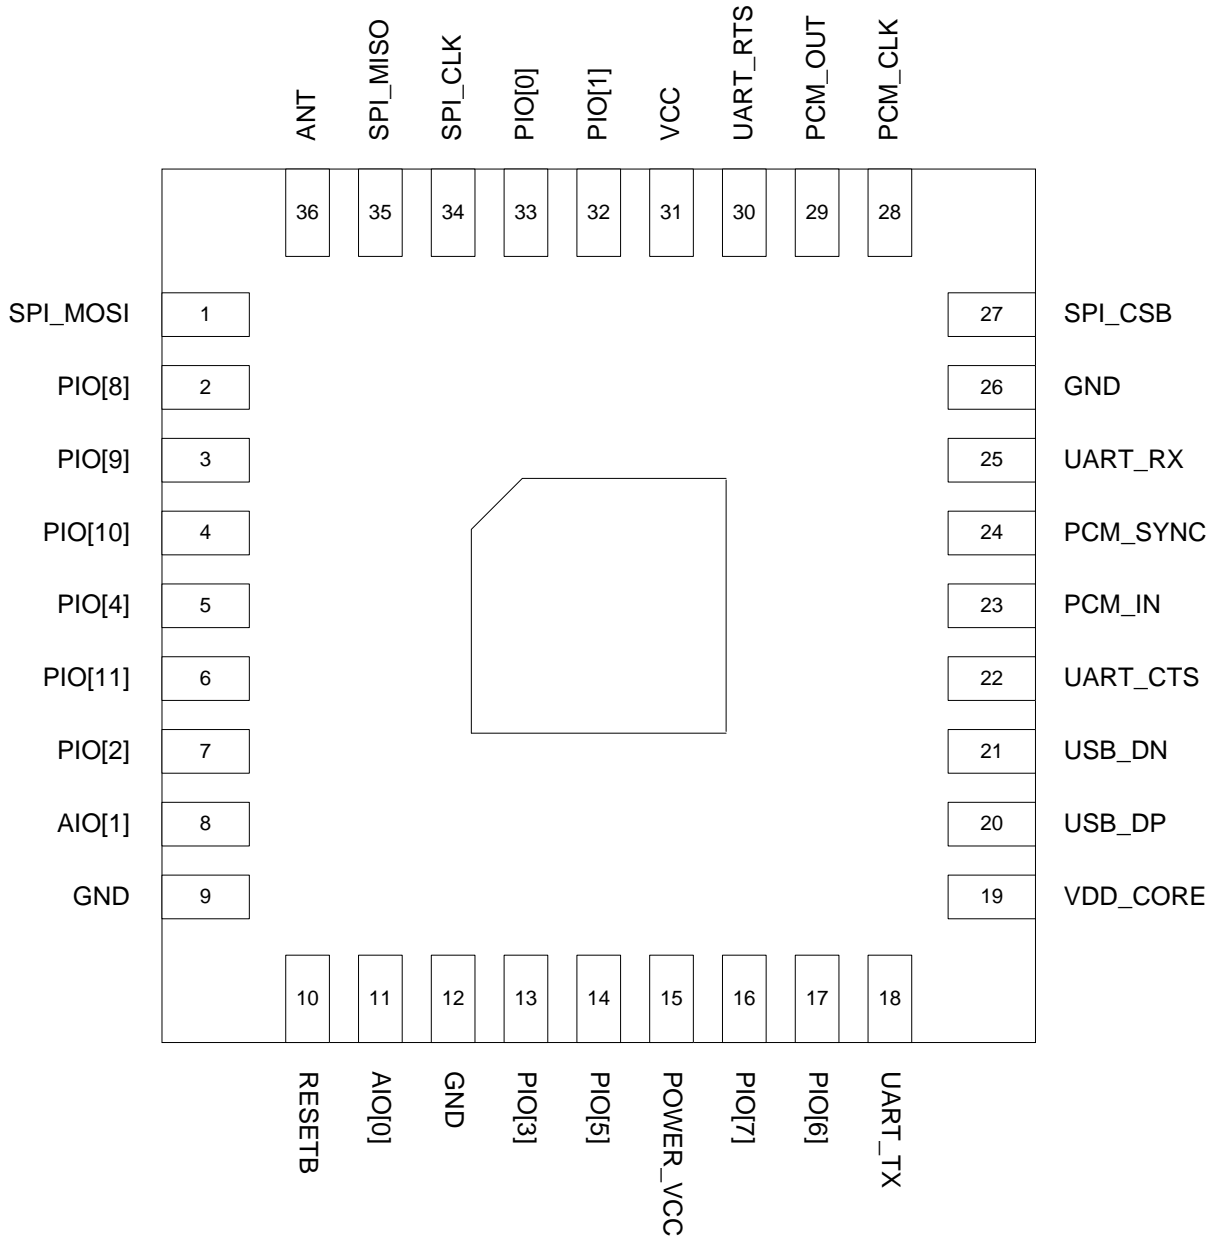 ANT
SPI_MISO
SPI_CLK
PIO[0]
PIO[1]
VCC
UART_RTS
PCM_OUT
PCM_CLK
36
35
34
33
32
31
30
29
28
SPI_MOSI 1
PIO[8] 2
PIO[9] 3
PIO[10] 4
PIO[4] 5
PIO[11] 6
PIO[2] 7
AIO[1] 8
GND 9
27 SPI_CSB
26 GND
25 UART_RX
24 PCM_SYNC
23 PCM_IN
22 UART_CTS
21 USB_DN
20 USB_DP
19 VDD_CORE
10
11
12
13
14
15
16
17
18
RESETB
AIO[0]
GND
PIO[3]
PIO[5]
POWER_VCC
PIO[7]
PIO[6]
UART_TX